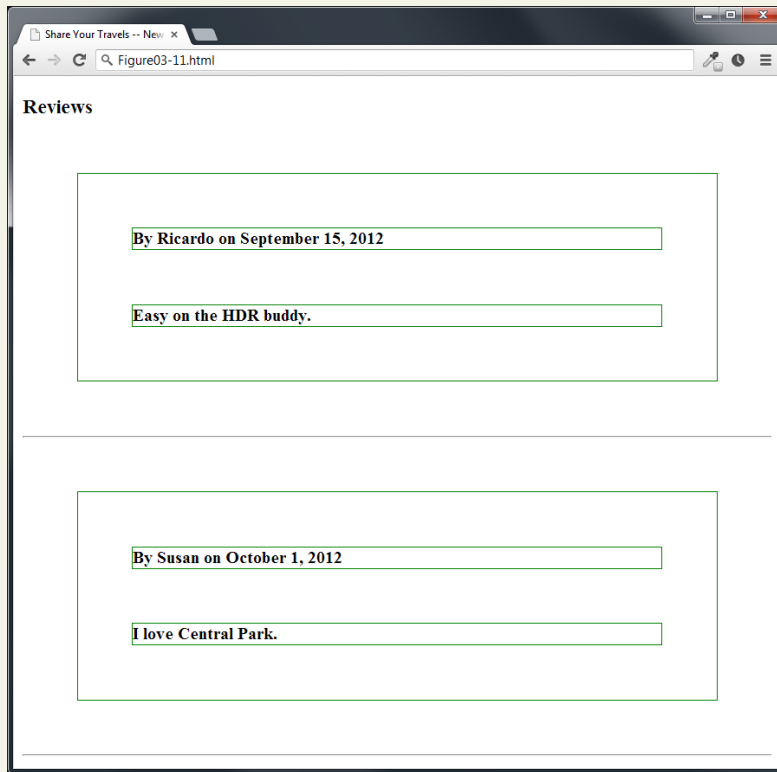 Share Your Travels -- New
Figure03-11.html
Reviews
By Ricardo on September 15, 2012
Easy on the HDR buddy.
By Susan on October 1, 2012
I love Central Park.